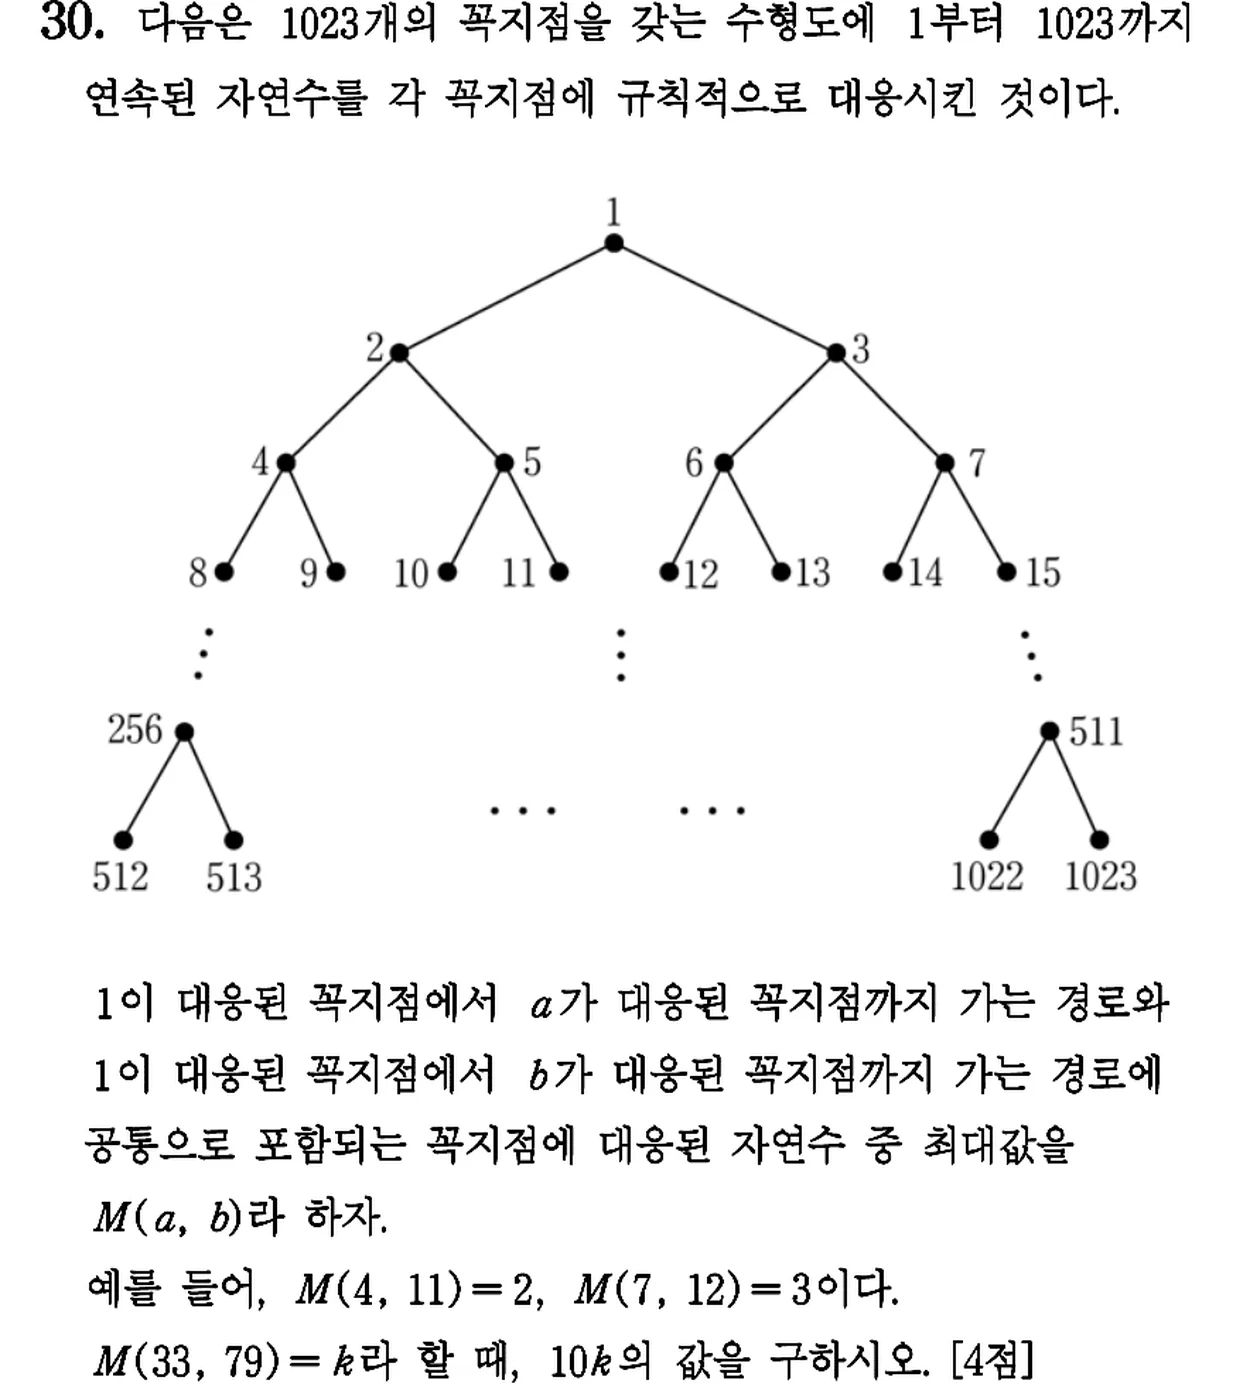 30. 다음은 1023개의 꼭지점을 갖는 수형도에 1부터 1023까지
연속된 자연수를 각 꼭지점에 규칙적으로 대응시킨 것이다.
1
2 3
4 5 6 7
8 9 10 11 12 13 14 15
256 511
512 513 1022 1023
1이 대응된 꼭지점에서 a가 대응된 꼭지점까지 가는 경로와
1이 대응된 꼭지점에서 b가 대응된 꼭지점까지 가는 경로에
공통으로 포함되는 꼭지점에 대응된 자연수 중 최대값을
M(a, b)라 하자.
예를 들어, M(4, 11)=2, M(7, 12)=3이다.
M(33, 79)=k라 할 때, 10k의 값을 구하시오. [4점]